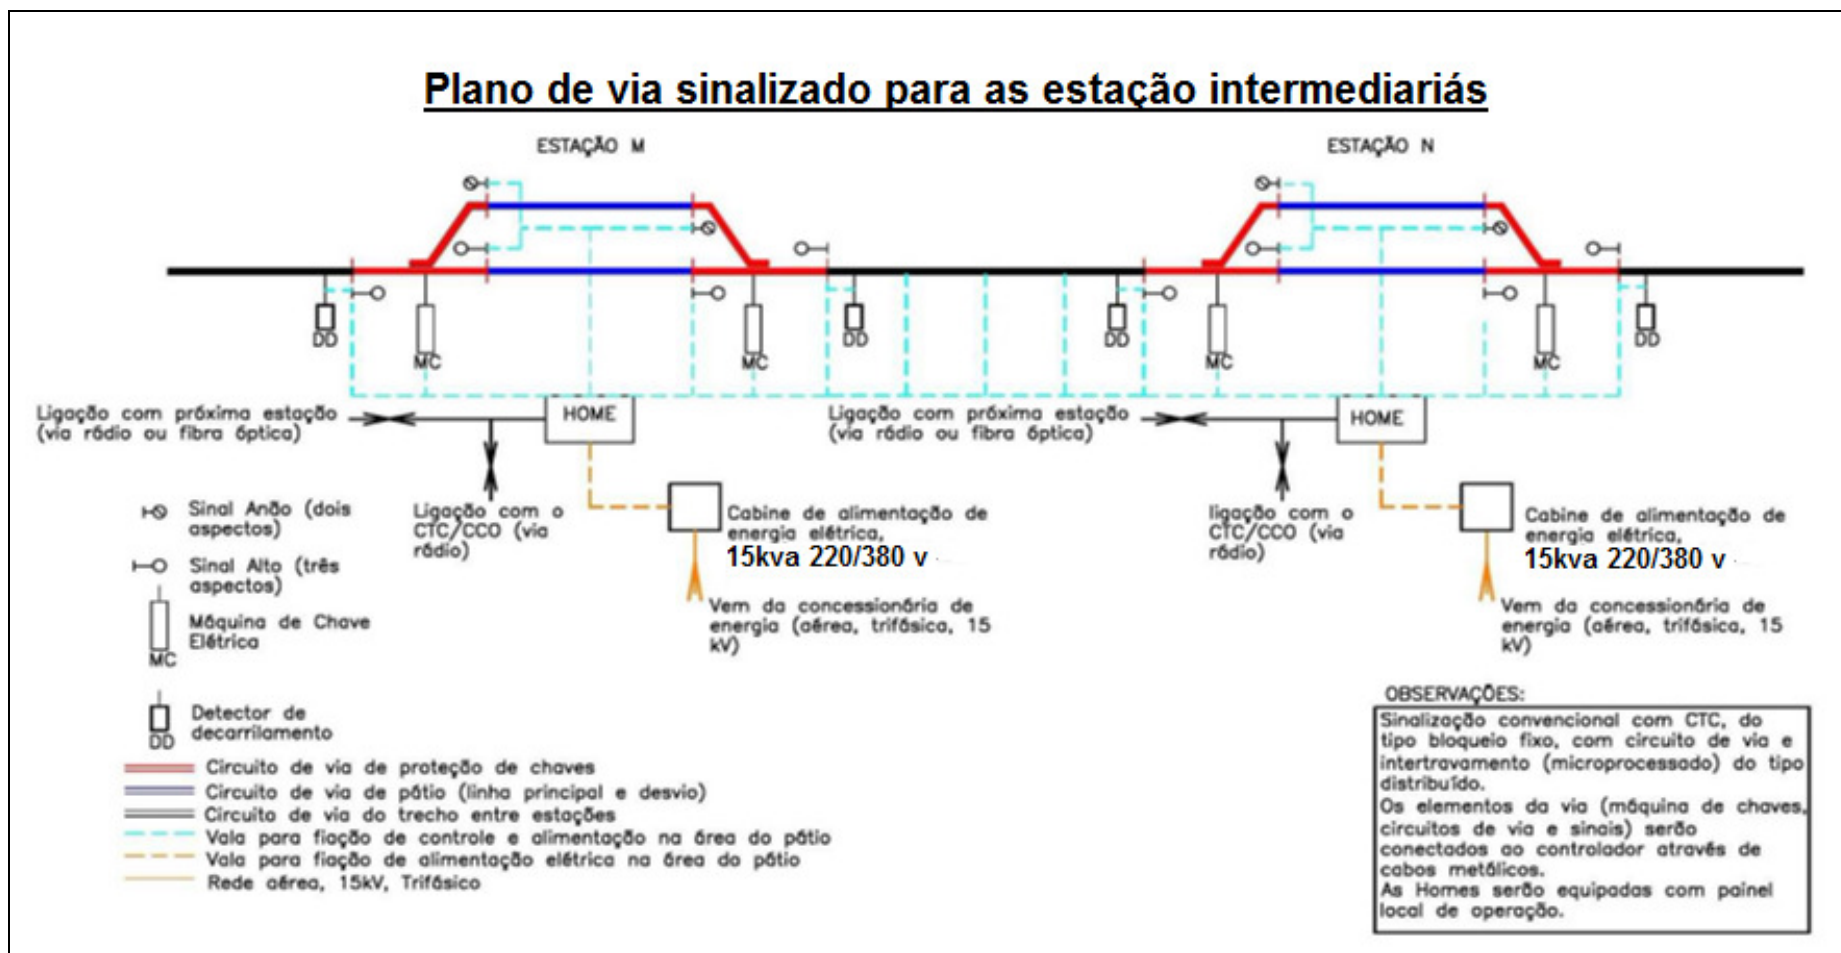 Plano de via sinalizado para as estação intermediariás
ESTAÇÃO M
ESTAÇÃO N
DD
MC
MC
DD
DD
MC
MC
DD
Ligação com próxima estação
(via rádio ou fibra óptica)
HOME
Ligação com próxima estação
(via rádio ou fibra óptica)
HOME
Sinal Anão (dois
aspectos)
Sinal Alto (três
aspectos)
MC
Máquina de Chave
Elétrica
DD
Detector de
decarrilamento
Ligação com o
CTC/CCO (via
rádio)
Cabine de alimentação de
energia elétrica,
15kva 220/380 v
Vem da concessionária de
energia (aérea, trifásica, 15
kV)
ligação com o
CTC/CCO (via
rádio)
Cabine de alimentação de
energia elétrica,
15kva 220/380 v
Vem da concessionária de
energia (aérea, trifásica, 15
kV)
Circuito de via de proteção de chaves
Circuito de via de pátio (linha principal e desvio)
Circuito de via do trecho entre estações
Vala para fiação de controle e alimentação na área do pátio
Vala para fiação de alimentação elétrica na área do pátio
Rede aérea, 15kV, Trifásico
OBSERVAÇÕES:
Sinalização convencional com CTC, do
tipo bloqueio fixo, com circuito de via e
intertravamento (microprocessado) do tipo
distribuído.
Os elementos da via (máquina de chaves,
circuitos de via e sinais) serão
conectados ao controlador através de
cabos metálicos.
As Homes serão equipadas com painel
local de operação.